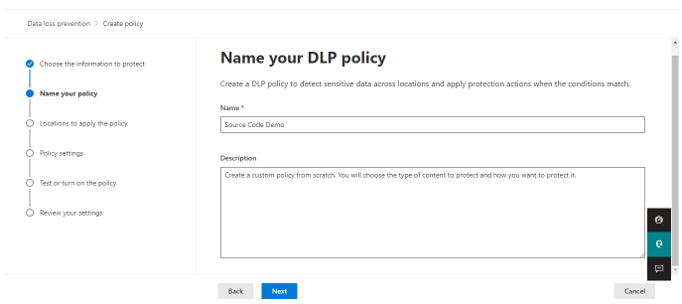 Data loss prevention > Create policy
Choose the information to protect
Name your policy
Locations to apply the policy
Policy settings
Test or turn on the policy
Review your settings
Name your DLP policy
Create a DLP policy to detect sensitive data across locations and apply protection actions when the conditions match.
Name *
Source Code Demo
Description
Create a custom policy from scratch. You will choose the type of content to protect and how you want to protect it.
Back
Next
Cancel